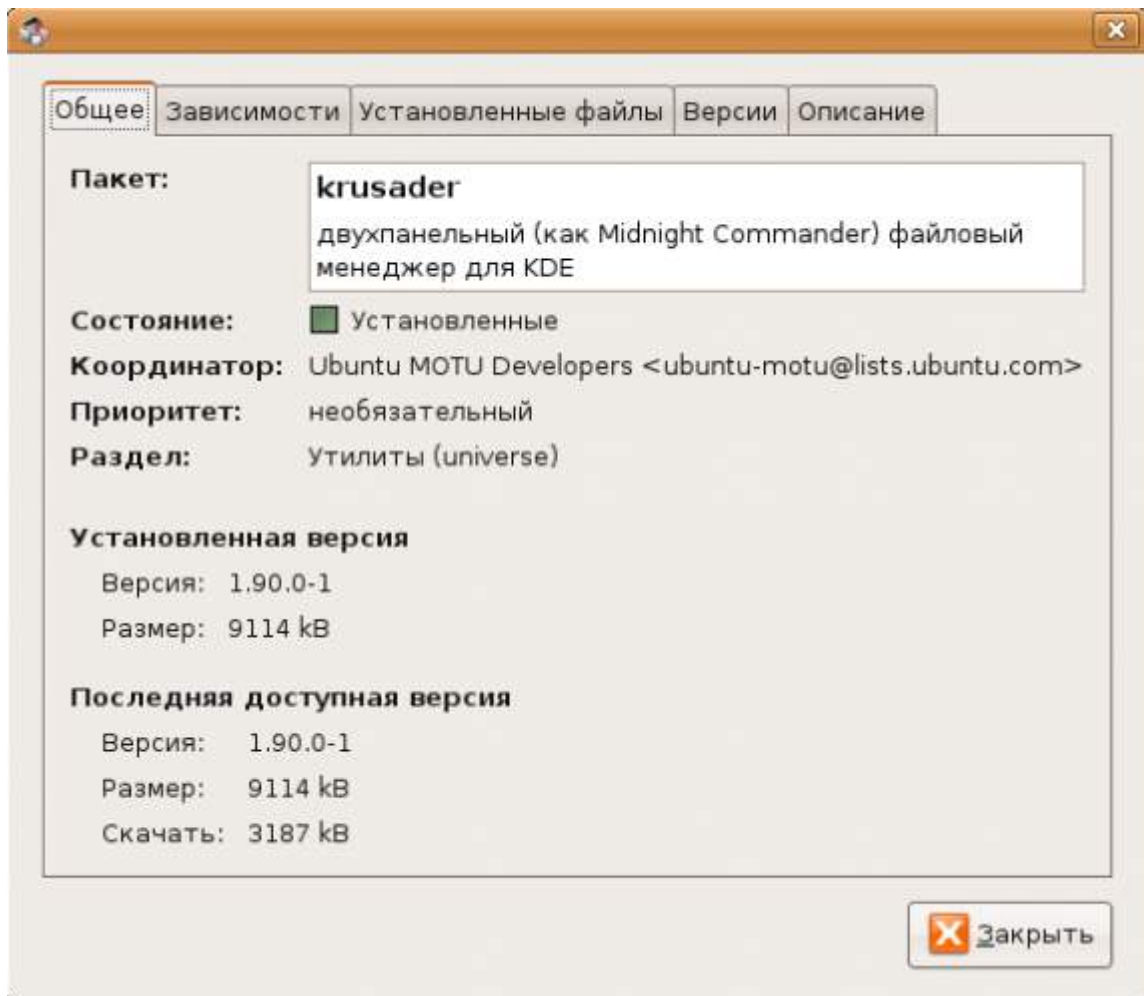 Общее Зависимости Установленные файлы Версии Описание
Пакет: krusader
двухпанельный (как Midnight Commander) файловый
менеджер для KDE
Состояние: Установленные
Координатор: Ubuntu MOTU Developers <ubuntu-motu@lists.ubuntu.com>
Приоритет: необязательный
Раздел: Утилиты (universe)
Установленная версия
Версия: 1.90.0-1
Размер: 9114 kB
Последняя доступная версия
Версия: 1.90.0-1
Размер: 9114 kB
Скачать: 3187 kB
Закрыть